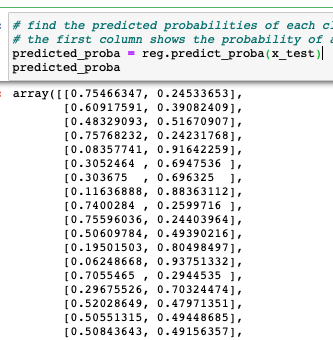 # find the predicted probabilities of each cl
# the first column shows the probability of a
predicted_proba = reg.predict_proba(x_test)
predicted_proba
: array([[0.75466347, 0.24533653],
[0.60917591, 0.39082409],
[0.48329093, 0.51670907],
[0.75768232, 0.24231768],
[0.08357741, 0.91642259],
[0.3052464 , 0.6947536 ],
[0.303675 , 0.696325 ],
[0.11636888, 0.88363112],
[0.7400284 , 0.2599716 ],
[0.75596036, 0.24403964],
[0.50609784, 0.49390216],
[0.19501503, 0.80498497],
[0.06248668, 0.93751332],
[0.7055465 , 0.2944535 ],
[0.29675526, 0.70324474],
[0.52028649, 0.47971351],
[0.50551315, 0.49448685],
[0.50843643, 0.49156357],